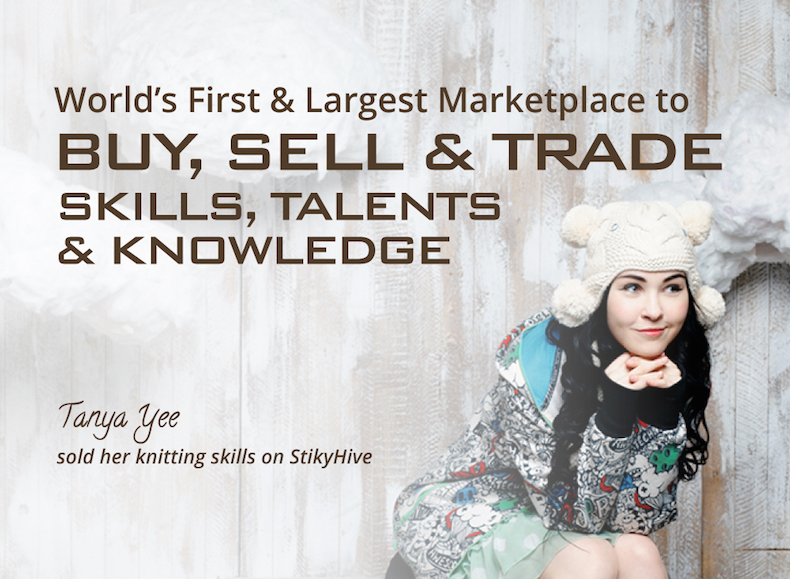 World's First & Largest Marketplace to
BUY, SELL & TRADE
SKILLS, TALENTS
& KNOWLEDGE
Tanya Yee
sold her knitting skills on StikyHive